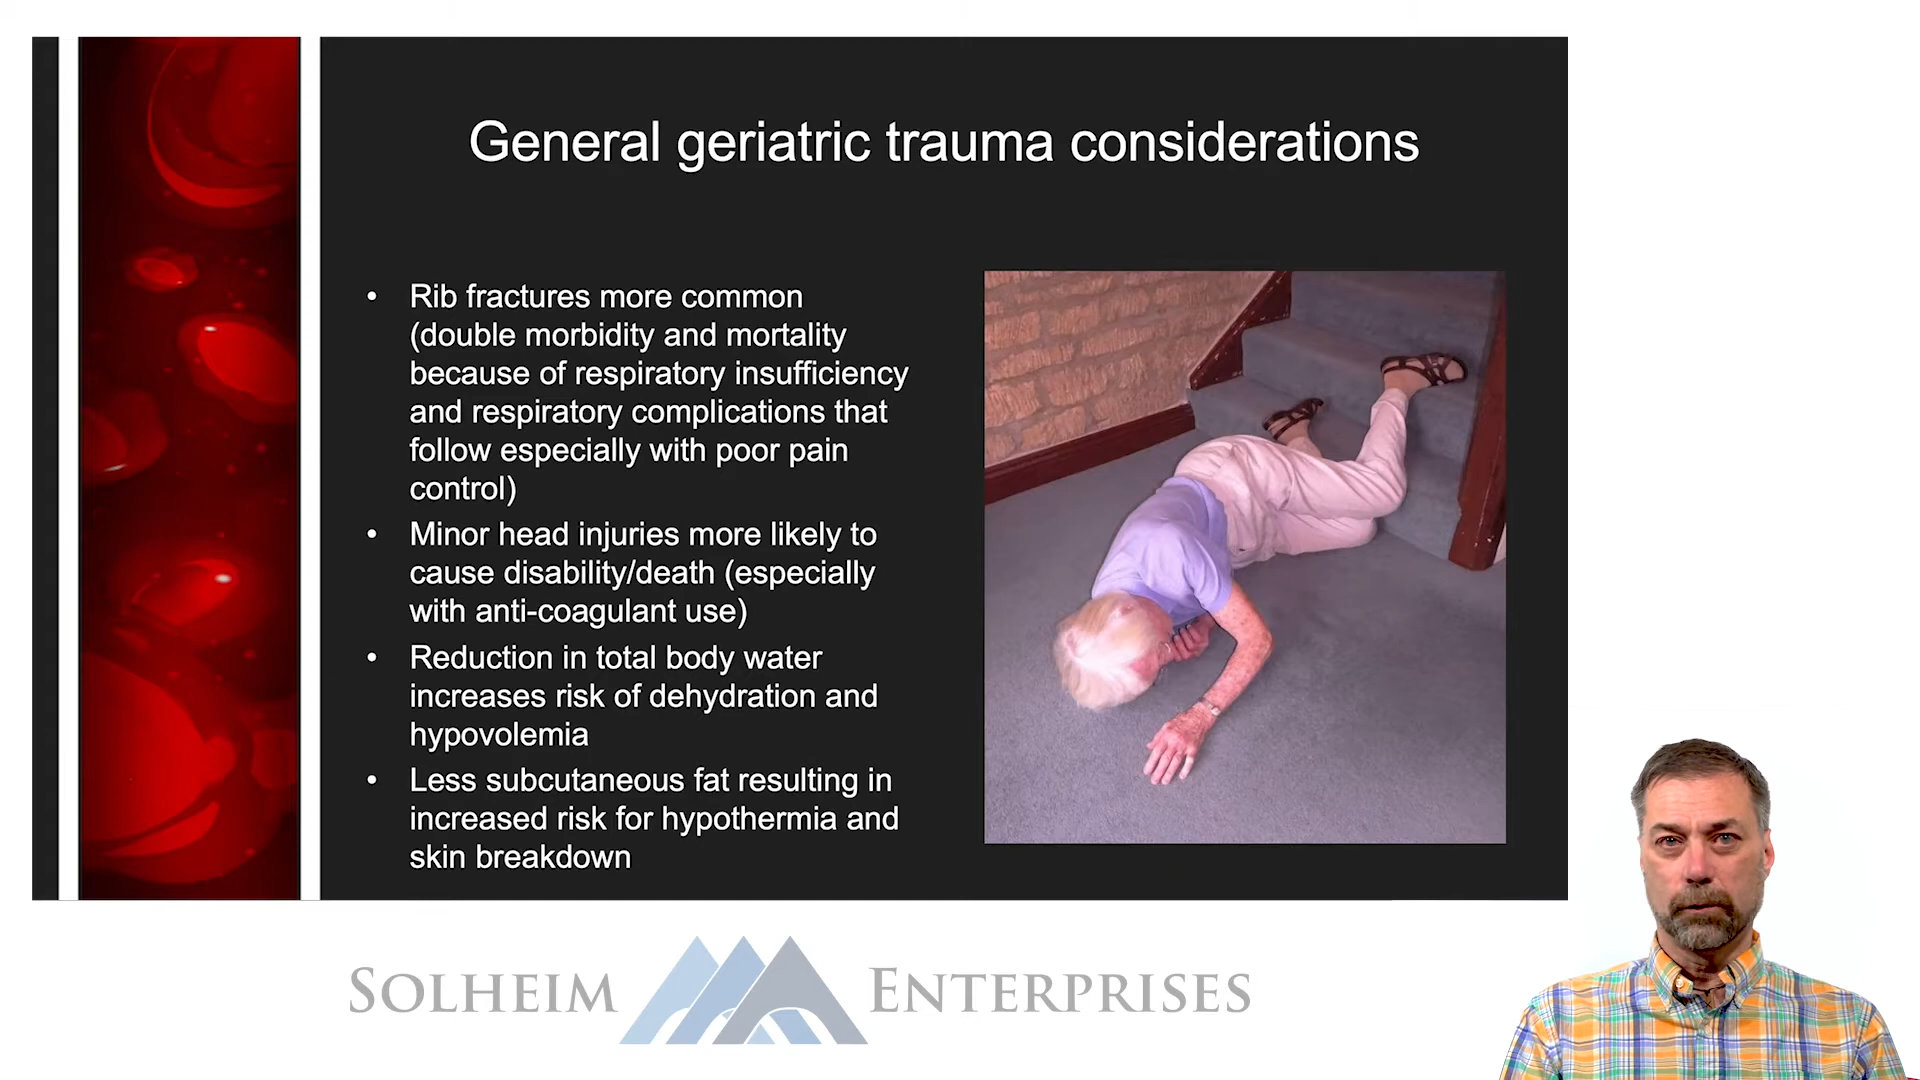 General geriatric trauma considerations
• Rib fractures more common
(double morbidity and mortality
because of respiratory insufficiency
and respiratory complications that
follow especially with poor pain
control)
• Minor head injuries more likely to
cause disability/death (especially
with anti-coagulant use)
• Reduction in total body water
increases risk of dehydration and
hypovolemia
• Less subcutaneous fat resulting in
increased risk for hypothermia and
skin breakdown
SOLHEIM ENTERPRISES